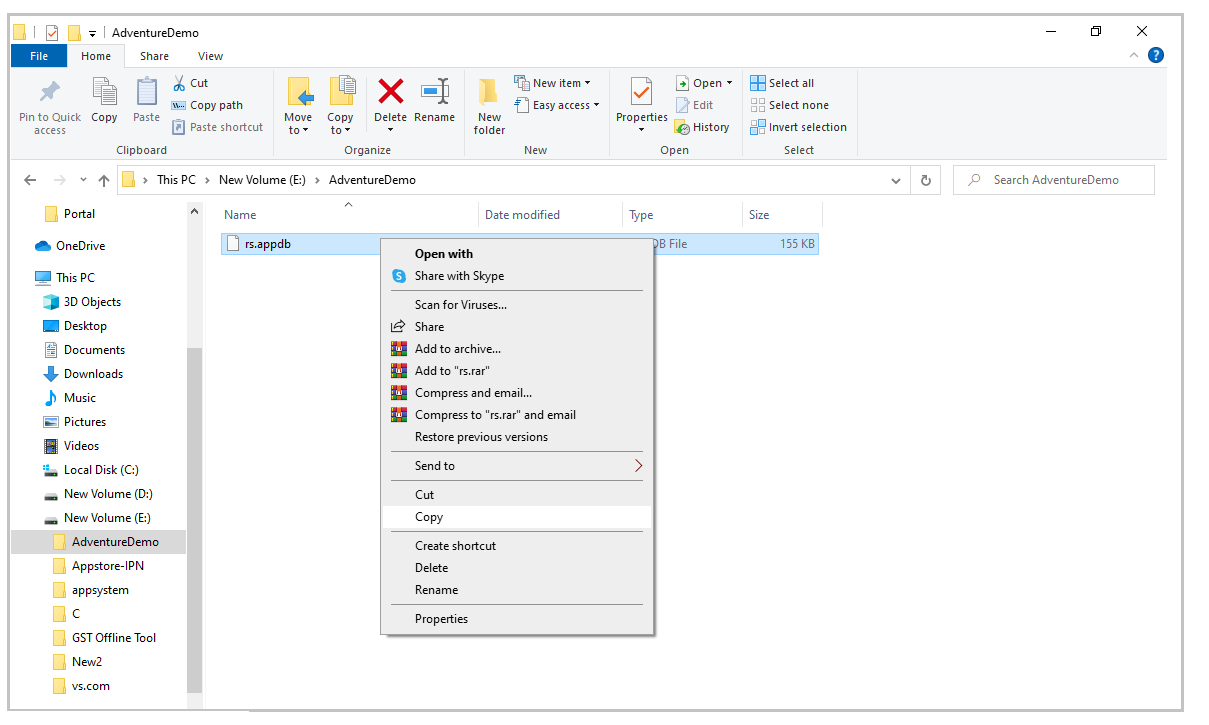 AdventureDemo
File Home Share View
Pin to Quick access
Copy
Paste
Cut
Copy path
Paste shortcut
Clipboard
Move to
Copy to
Delete
Rename
Organize
New folder
New item
Easy access
New
Properties
Open
Edit
History
Open
Select all
Select none
Invert selection
Select
This PC > New Volume (E:) > AdventureDemo
Search AdventureDemo
Portal
OneDrive
This PC
3D Objects
Desktop
Documents
Downloads
Music
Pictures
Videos
Local Disk (C:)
New Volume (D:)
New Volume (E:)
AdventureDemo
Appstore-IPN
appsystem
C
GST Offline Tool
New2
vs.com
Name Date modified Type Size
rs.appdb DB File 155 KB
Open with
Share with Skype
Scan for Viruses...
Share
Add to archive...
Add to "rs.rar"
Compress and email...
Compress to "rs.rar" and email
Restore previous versions
Send to
Cut
Copy
Create shortcut
Delete
Rename
Properties